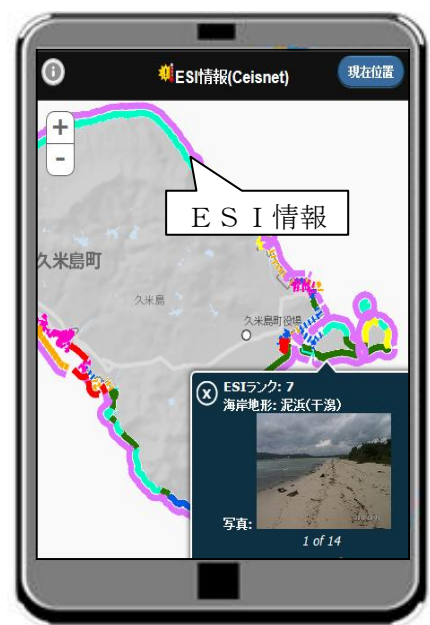 ESI情報(Ceisnet)
現在位置
+
-
ＥＳＩ情報
久米島町
久米島
久米島町役場
x
ESIランク: 7
海岸地形: 泥浜(干潟)
写真:
1 of 14